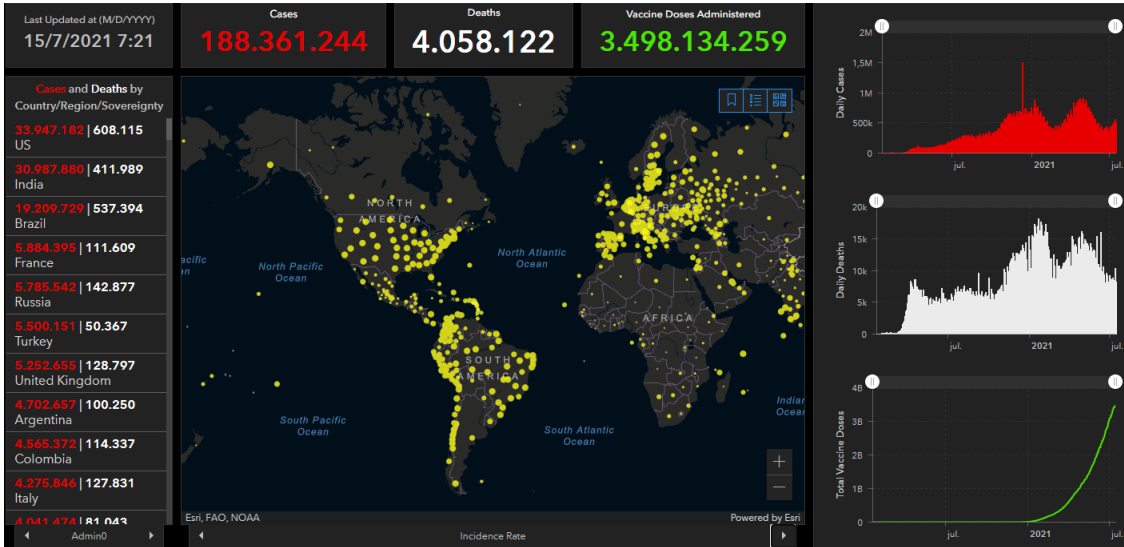 Last Updated at (M/D/YYYY)
15/7/2021 7:21
Cases
188.361.244
Deaths
4.058.122
Vaccine Doses Administered
3.498.134.259
Cases and Deaths by
Country/Region/Sovereignty
33.947.182 | 608.115
US
30.987.880 | 411.989
India
19.209.729 | 537.394
Brazil
5.884.395 | 111.609
France
5.785.542 | 142.877
Russia
5.500.151 | 50.367
Turkey
5.252.655 | 128.797
United Kingdom
4.702.657 | 100.250
Argentina
4.565.372 | 114.337
Colombia
4.275.846 | 127.831
Italy
4.041.474 | 81.043
Admin0
NORTH
AMERICA
North Atlantic
Ocean
North Pacific
Ocean
AFRICA
SOUTH
AMERICA
South Pacific
Ocean
South Atlantic
Ocean
Esri, FAO, NOAA
Powered by Esri
Incidence Rate
Daily Cases
2M
1,5M
1M
500k
0
jul.
2021
jul.
Daily Deaths
20k
15k
10k
5k
0
jul.
2021
jul.
Total Vaccine Doses
4B
3B
2B
1B
0
jul.
2021
jul.